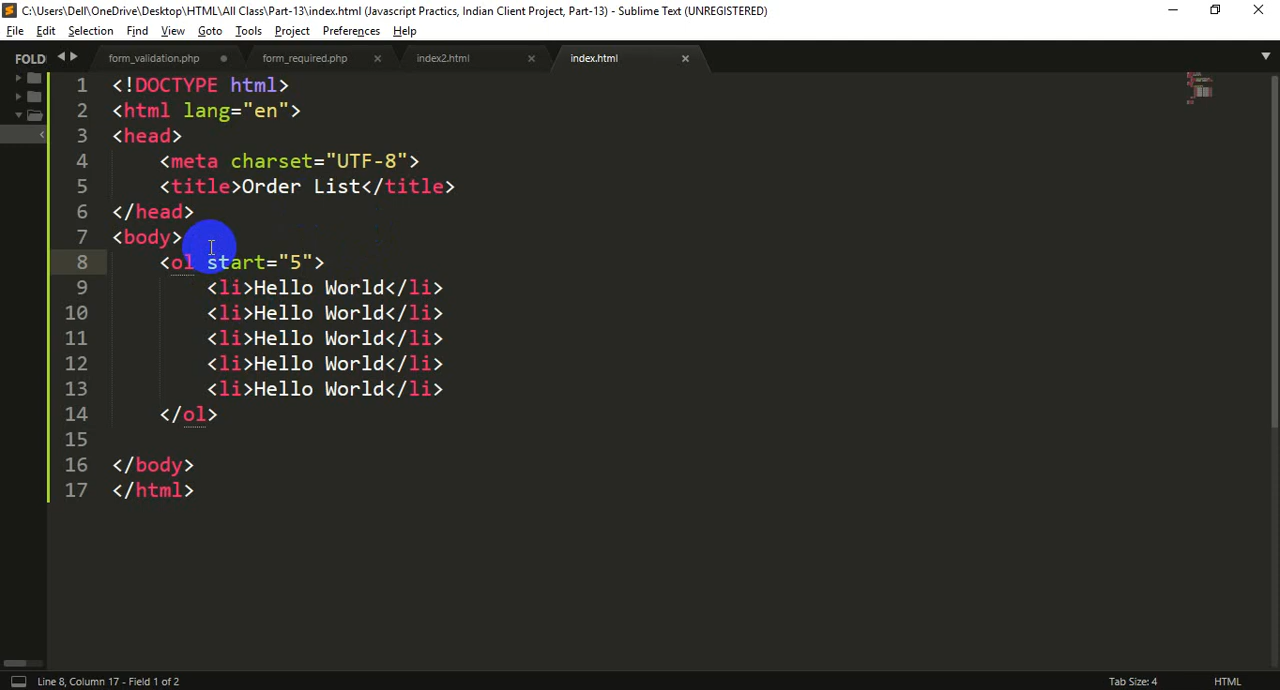 C:\Users\Dell\OneDrive\Desktop\HTML\All Class\Part-13\index.html (Javascript Practics, Indian Client Project, Part-13) - Sublime Text (UNREGISTERED)
File Edit Selection Find View Goto Tools Project Preferences Help
FOLD form_validation.php form_required.php index2.html index.html
1 <!DOCTYPE html>
2 <html lang="en">
3 <head>
4 <meta charset="UTF-8">
5 <title>Order List</title>
6 </head>
7 <body>
8 <ol start="5">
9 <li>Hello World</li>
10 <li>Hello World</li>
11 <li>Hello World</li>
12 <li>Hello World</li>
13 <li>Hello World</li>
14 </ol>
15
16 </body>
17 </html>
Line 8, Column 17 - Field 1 of 2 Tab Size: 4 HTML